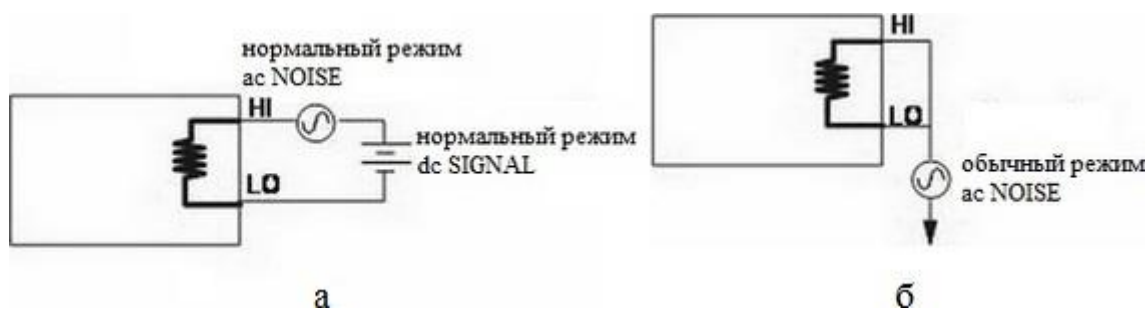 нормальный режим
ac NOISE
HI
нормальный режим
dc SIGNAL
LO
а
HI
LO
обычный режим
ac NOISE
б